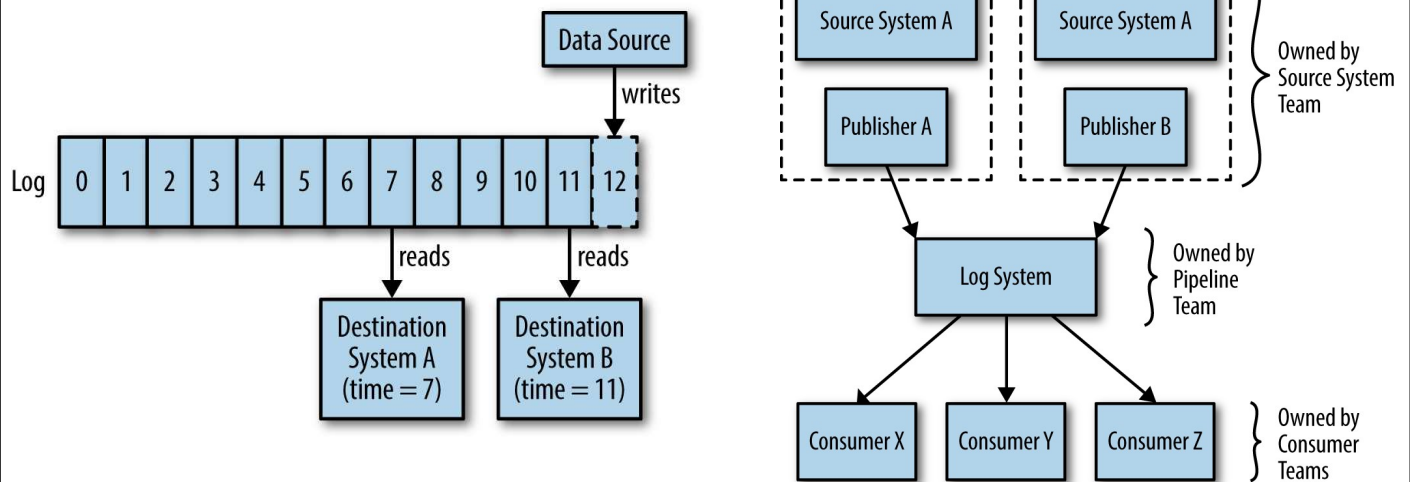 Data Source
writes
Log 0 1 2 3 4 5 6 7 8 9 10 11 12
reads
reads
Destination
System A
(time = 7)
Destination
System B
(time = 11)
Source System A
Source System A
Publisher A
Publisher B
Owned by
Source System
Team
Log System
Owned by
Pipeline
Team
Consumer X
Consumer Y
Consumer Z
Owned by
Consumer
Teams